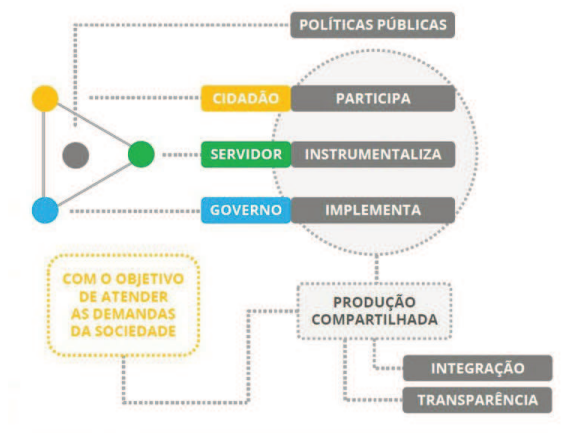 POLÍTICAS PÚBLICAS
CIDADÃO PARTICIPA
SERVIDOR INSTRUMENTALIZA
GOVERNO IMPLEMENTA
COM O OBJETIVO
DE ATENDER
AS DEMANDAS
DA SOCIEDADE
PRODUÇÃO
COMPARTILHADA
INTEGRAÇÃO
TRANSPARÊNCIA